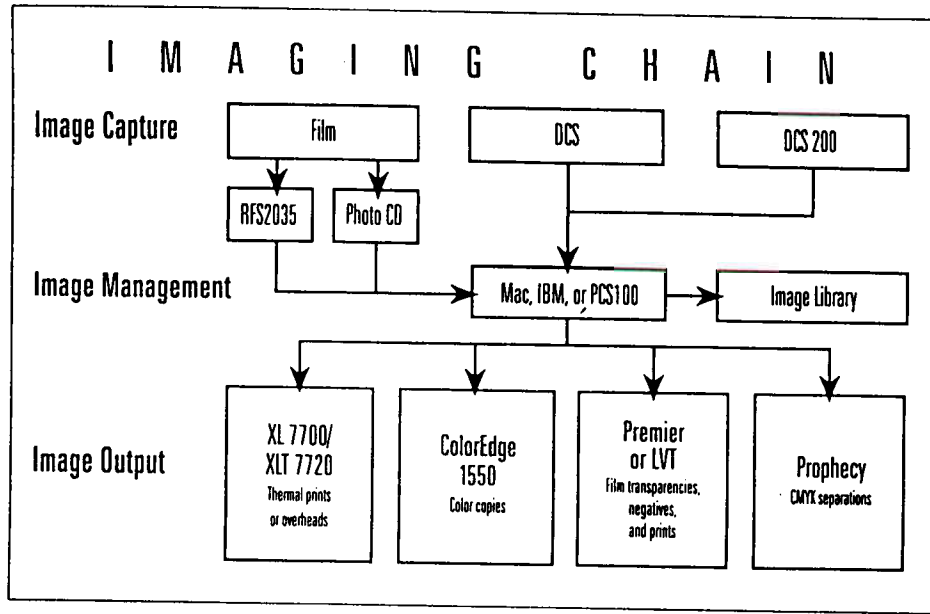 IMAGING CHAIN
Image Capture
Film
DCS
DCS 200
RFS2035
Photo CD
Image Management
Mac, IBM, or PCS100
Image Library
Image Output
XL 7700/
XLT 7720
Thermal prints
or overheads
ColorEdge
1550
Color copies
Premier
or LVT
Film transparencies,
negatives,
and prints
Prophecy
CMYK separations